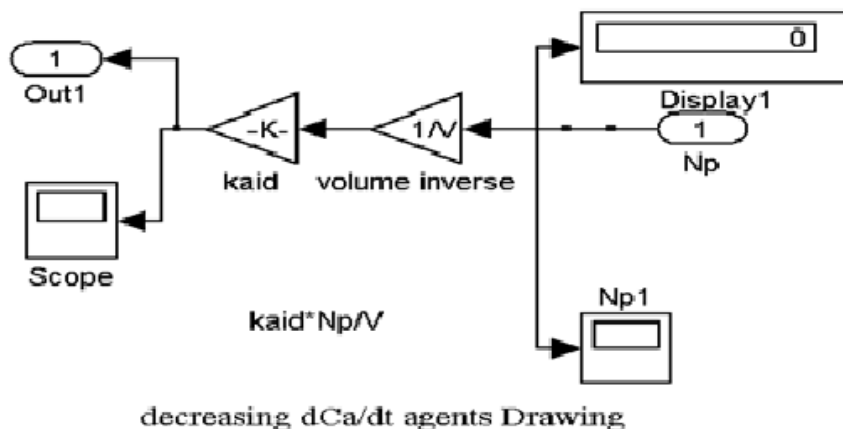 0
1
Out1
Display1
-K-
1/V
1
kaid
volume inverse
Np
Scope
Np1
kaid*Np/V
decreasing dCa/dt agents Drawing